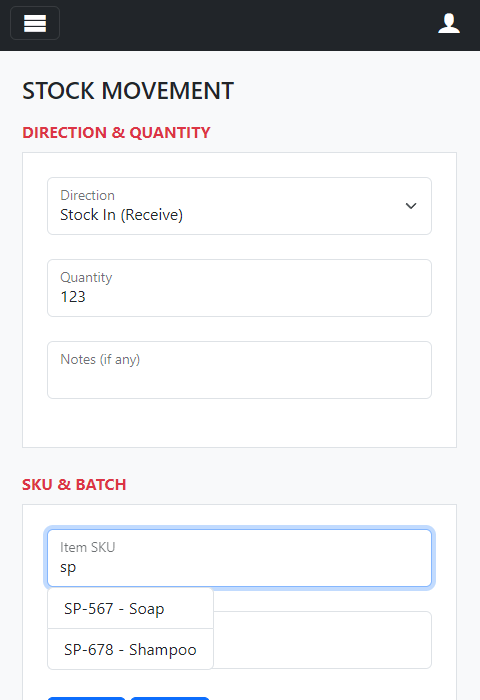 STOCK MOVEMENT
DIRECTION & QUANTITY
Direction
Stock In (Receive)
Quantity
123
Notes (if any)
SKU & BATCH
Item SKU
sp
SP-567 - Soap
SP-678 - Shampoo